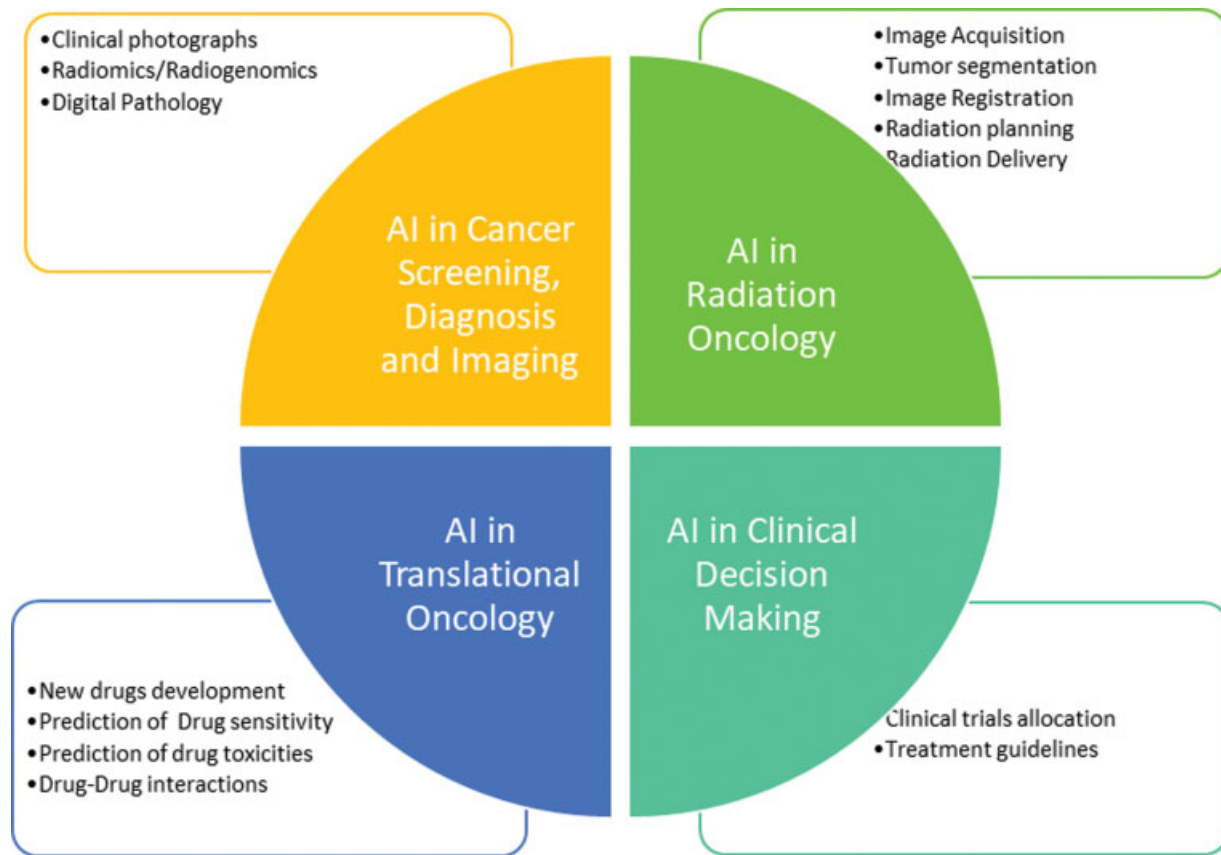 •Clinical photographs
•Radiomics/Radiogenomics
•Digital Pathology
•Image Acquisition
•Tumor segmentation
•Image Registration
•Radiation planning
Radiation Delivery
AI in Cancer
Screening,
Diagnosis
and Imaging
AI in
Radiation
Oncology
AI in
Translational
Oncology
AI in Clinical
Decision
Making
•New drugs development
•Prediction of  Drug sensitivity
•Prediction of drug toxicities
•Drug-Drug interactions
Clinical trials allocation
•Treatment guidelines